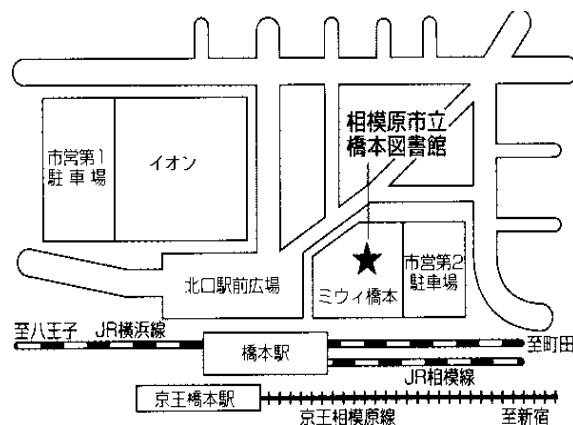 相模原市立
橋本図書館
市営第1
駐車場
イオン
市営第2
駐車場
北口駅前広場
ミウィ橋本
至八王子
JR横浜線
橋本駅
至町田
JR相模線
京王橋本駅
京王相模原線
至新宿